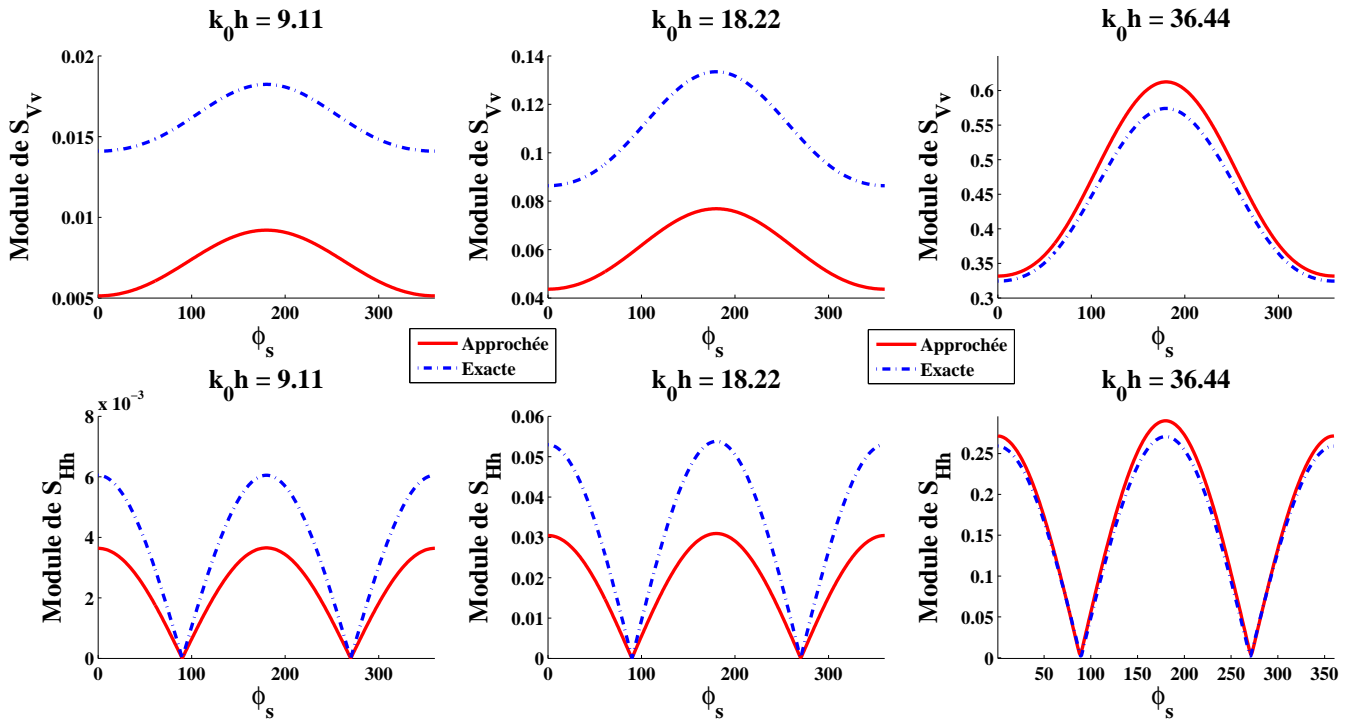 k0h = 9.11
Module de SVv
0.02
0.015
0.01
0.005
0 100 200 300
ϕs
k0h = 18.22
Module de SVv
0.14
0.12
0.1
0.08
0.06
0.04
0 100 200 300
ϕs
k0h = 36.44
Module de SVv
0.6
0.55
0.5
0.45
0.4
0.35
0.3
0 100 200 300
ϕs
Approchée
Exacte
Approchée
Exacte
k0h = 9.11
x 10−3
Module de SHh
8
6
4
2
0
0 100 200 300
ϕs
k0h = 18.22
Module de SHh
0.06
0.05
0.04
0.03
0.02
0.01
0
0 100 200 300
ϕs
k0h = 36.44
Module de SHh
0.25
0.2
0.15
0.1
0.05
0
50 100 150 200 250 300 350
ϕs